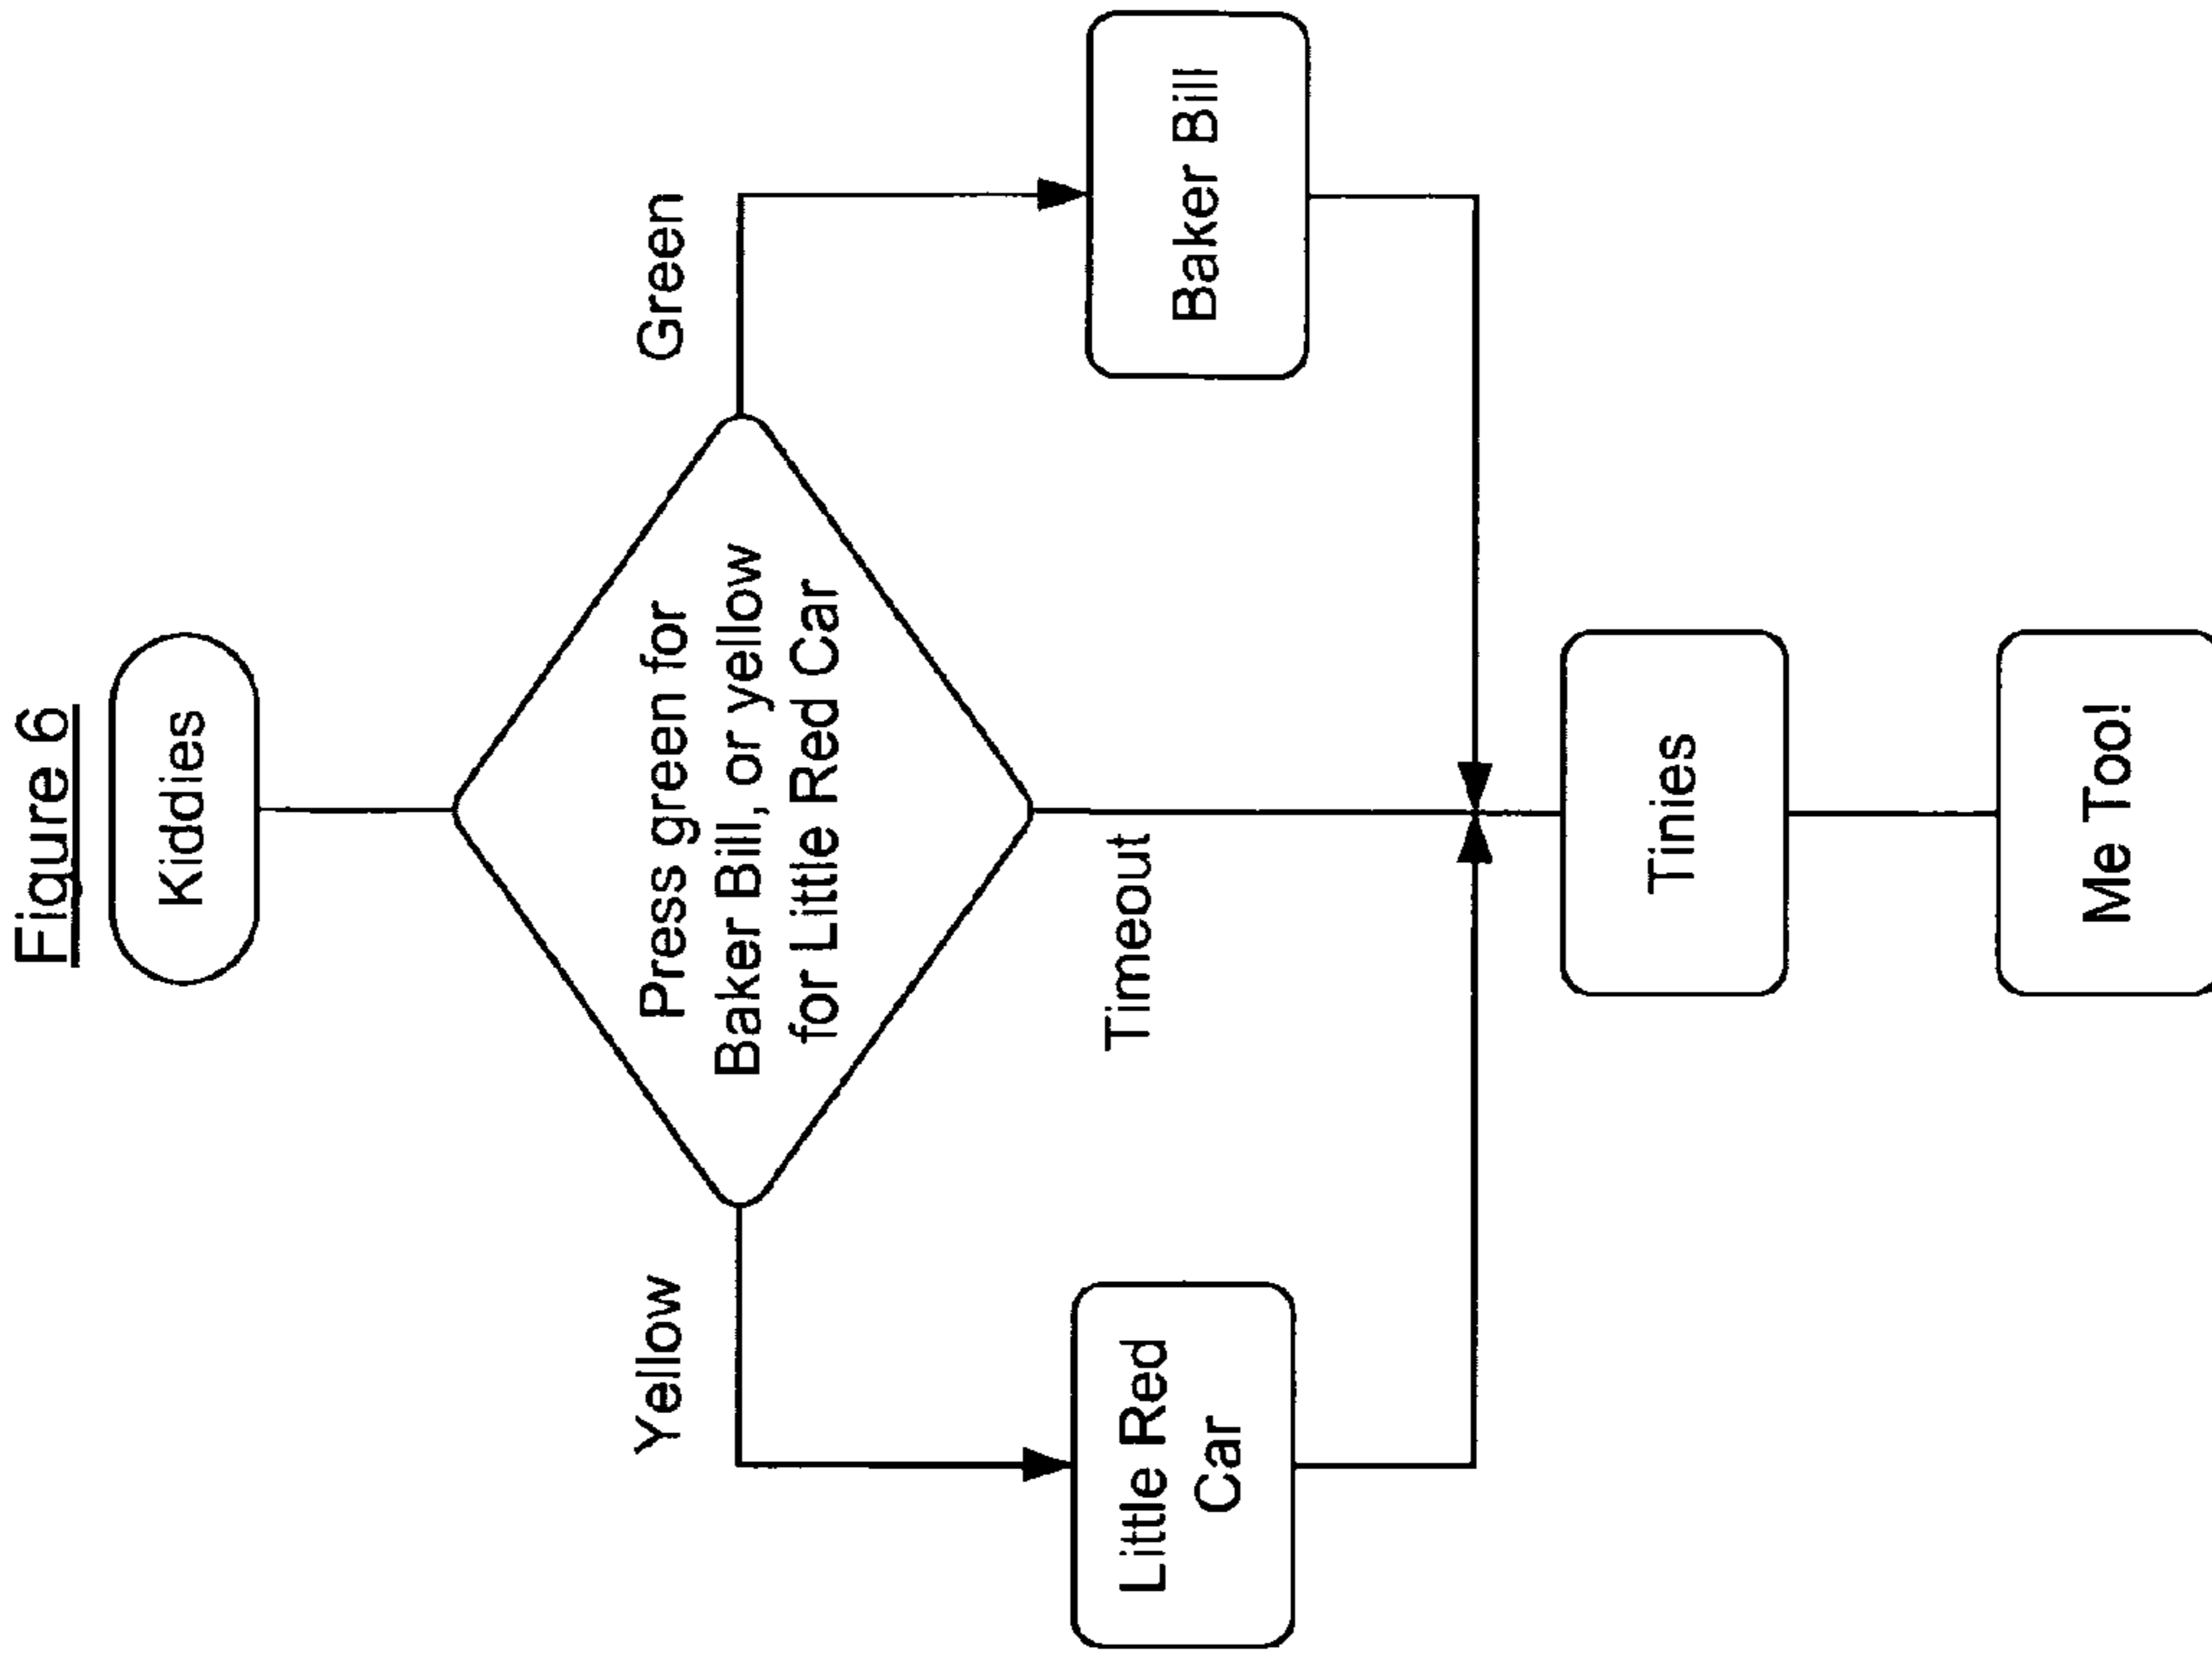 Figure 6
Kiddies
Yellow
Press green for
Baker Bill, or yellow
for Little Red Car
Green
Timeout
Little Red
Car
Baker Bill
Tinies
Me Too!